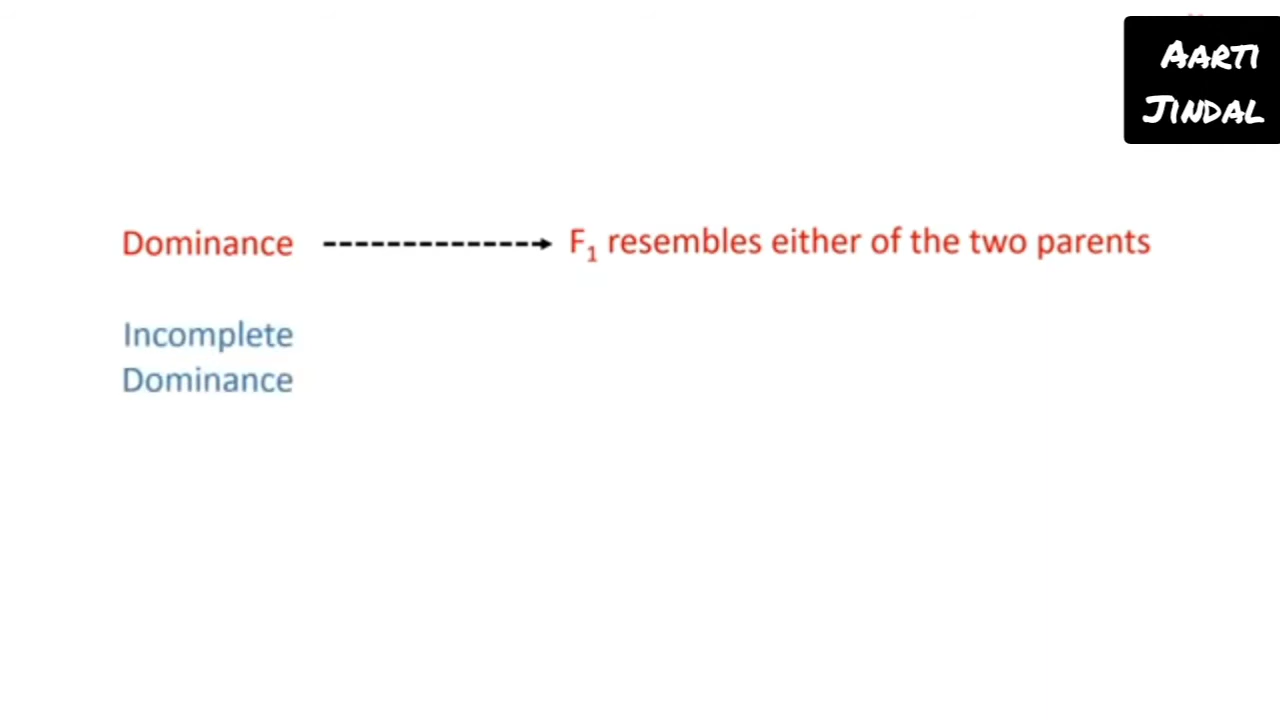 AARTI
JINDAL
Dominance F₁ resembles either of the two parents
Incomplete
Dominance